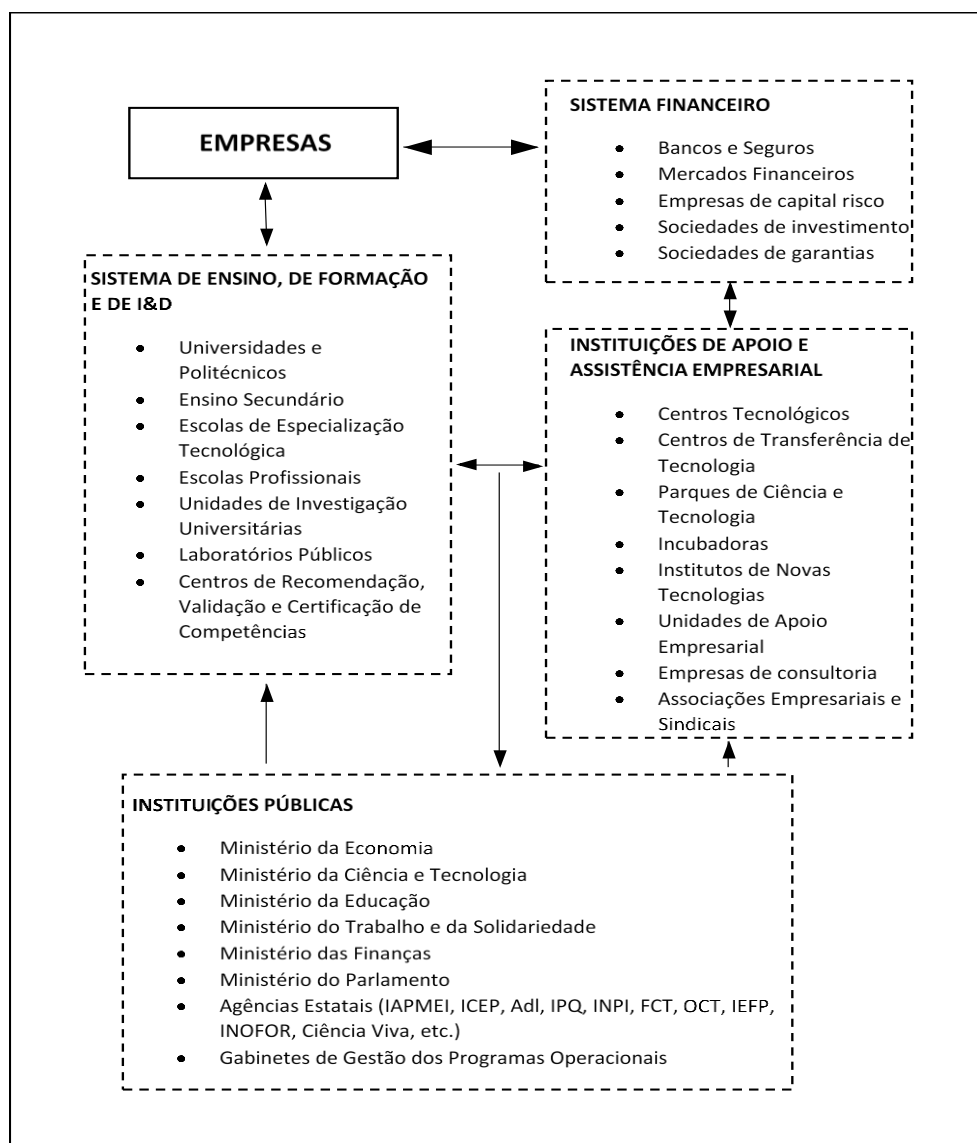 EMPRESAS
SISTEMA FINANCEIRO
• Bancos e Seguros
• Mercados Financeiros
• Empresas de capital risco
• Sociedades de investimento
• Sociedades de garantias
SISTEMA DE ENSINO, DE FORMAÇÃO
E DE I&D
• Universidades e
Politécnicos
• Ensino Secundário
• Escolas de Especialização
Tecnológica
• Escolas Profissionais
• Unidades de Investigação
Universitárias
• Laboratórios Públicos
• Centros de Recomendação,
Validação e Certificação de
Competências
INSTITUIÇÕES DE APOIO E
ASSISTÊNCIA EMPRESARIAL
• Centros Tecnológicos
• Centros de Transferência de
Tecnologia
• Parques de Ciência e
Tecnologia
• Incubadoras
• Institutos de Novas
Tecnologias
• Unidades de Apoio
Empresarial
• Empresas de consultoria
• Associações Empresariais e
Sindicais
INSTITUIÇÕES PÚBLICAS
• Ministério da Economia
• Ministério da Ciência e Tecnologia
• Ministério da Educação
• Ministério do Trabalho e da Solidariedade
• Ministério das Finanças
• Ministério do Parlamento
• Agências Estatais (IAPMEI, ICEP, AdI, IPQ, INPI, FCT, OCT, IEFP,
INOFOR, Ciência Viva, etc.)
• Gabinetes de Gestão dos Programas Operacionais